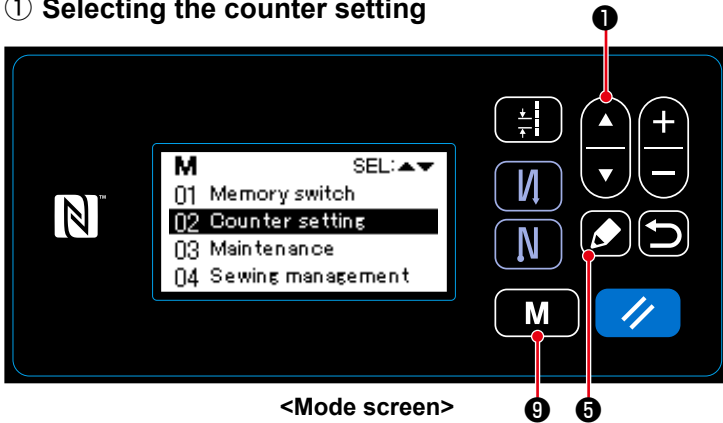 ① Selecting the counter setting
❶
M SEL:▲▼
01 Memory switch
02 Counter setting
03 Maintenance
04 Sewing management
N™
+
−
M
<Mode screen>
❾ ❺